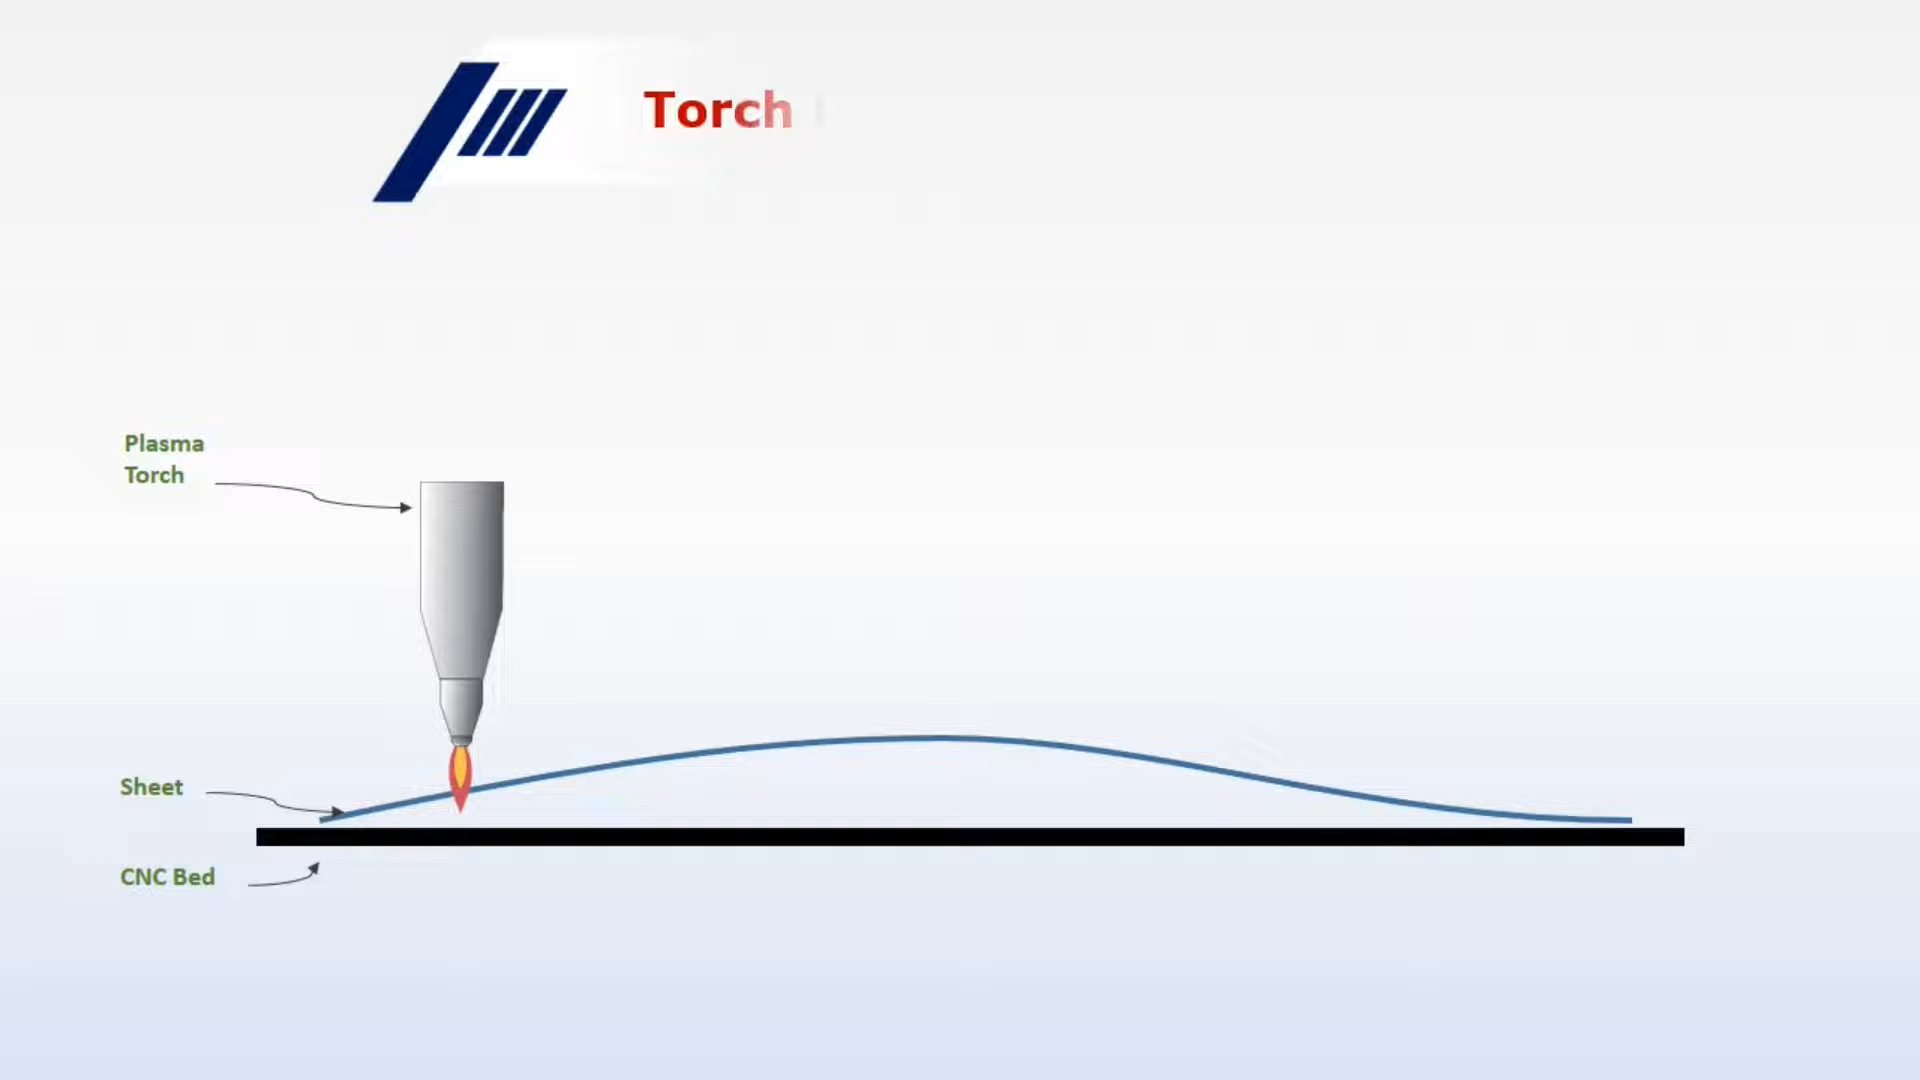 Torch
Plasma
Torch
Sheet
CNC Bed